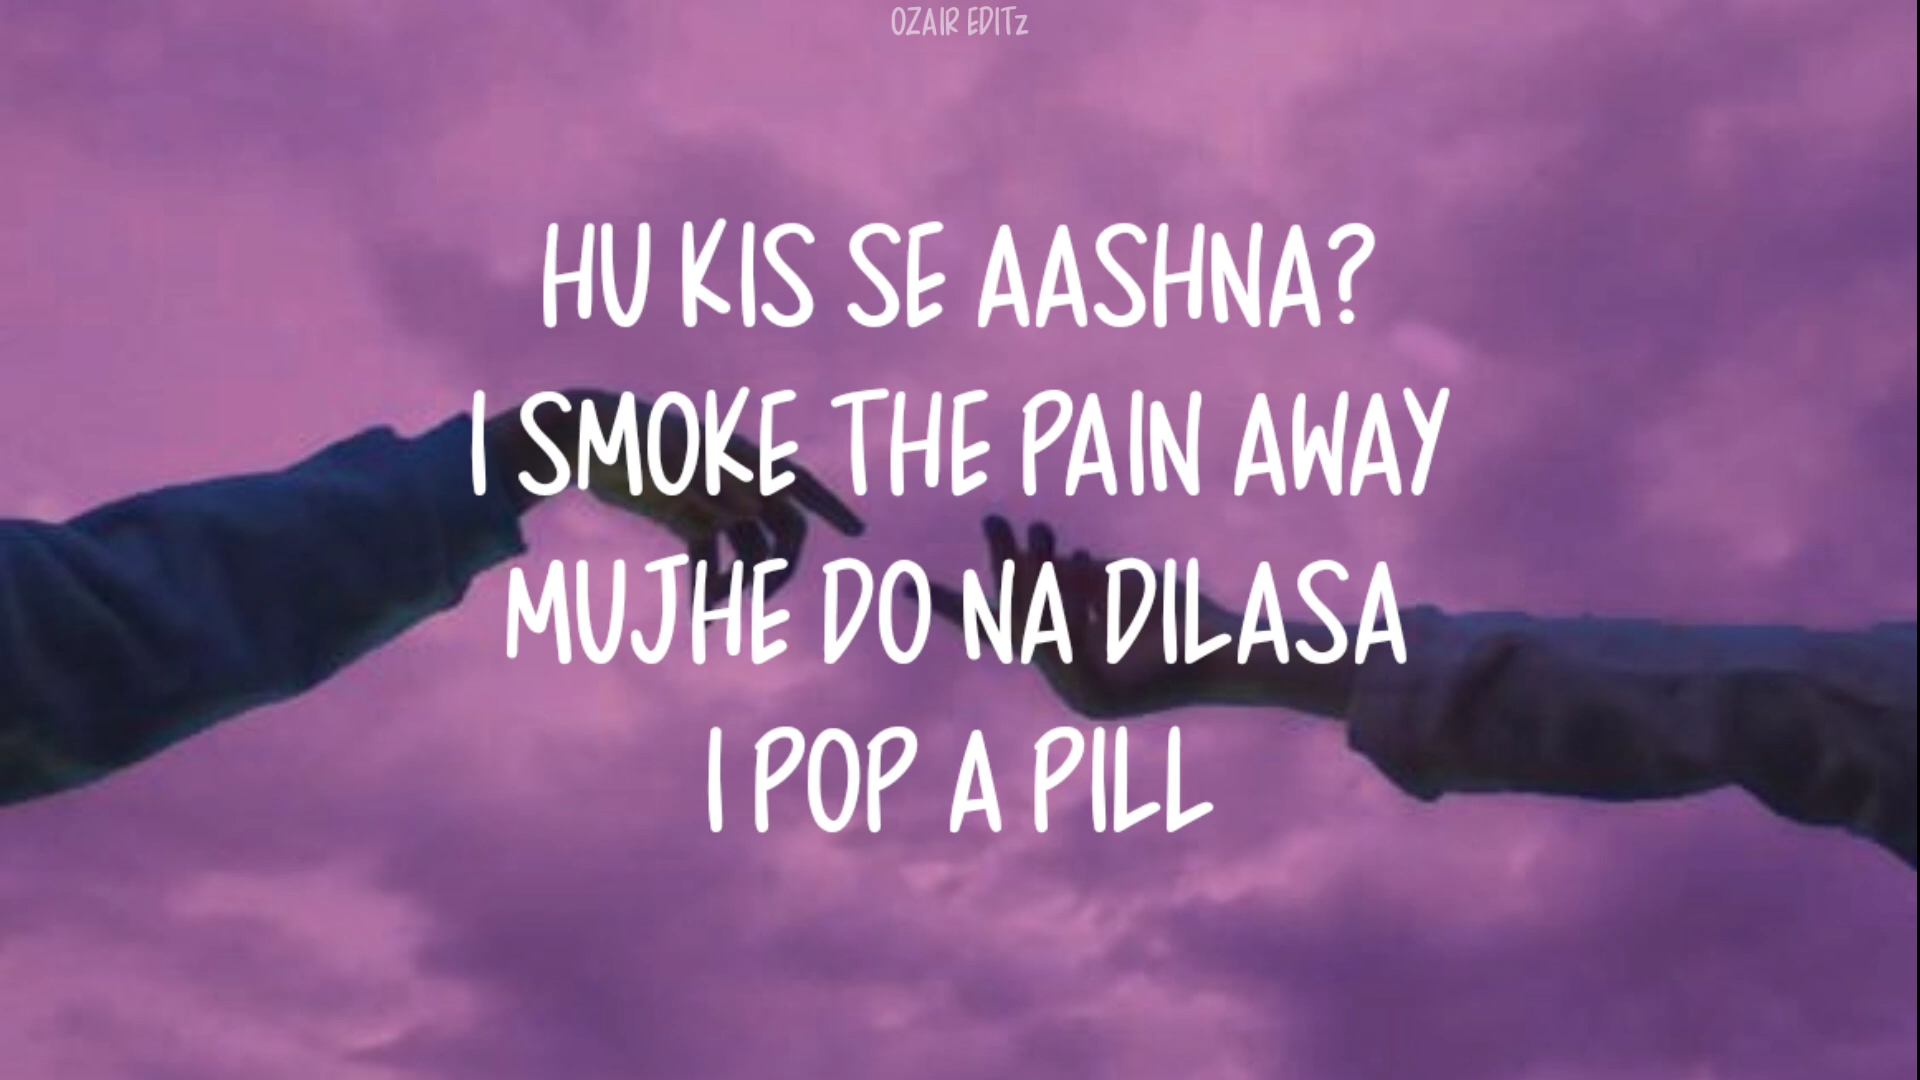 OZAIR EDITz
HU KIS SE AASHNA?
I SMOKE THE PAIN AWAY
MUJHE DO NA DILASA
I POP A PILL